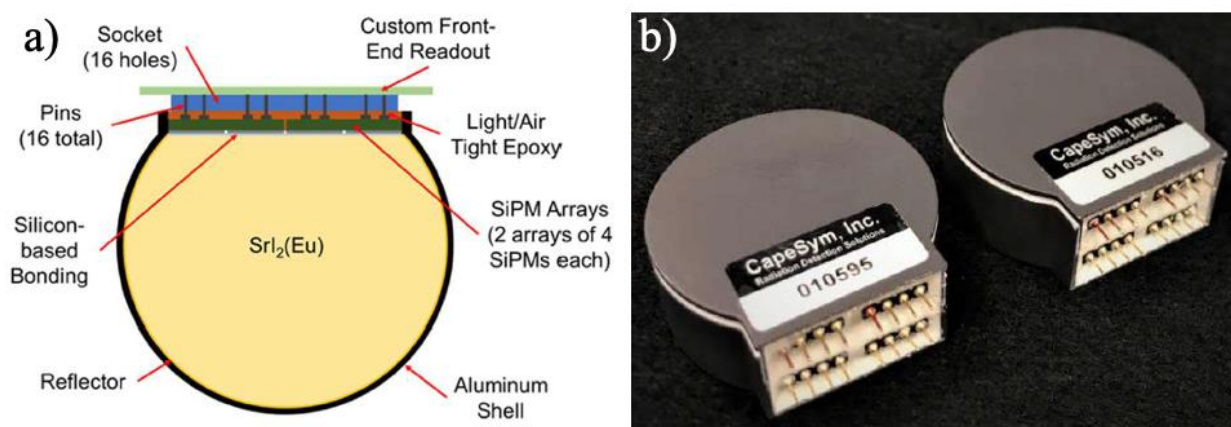 a)
Socket
(16 holes)
Custom Front-
End Readout
Pins
(16 total)
Light/Air
Tight Epoxy
Silicon-
based
Bonding
SiPM Arrays
(2 arrays of 4
SiPMs each)
SrI₂(Eu)
Reflector
Aluminum
Shell
b)
CapeSym, Inc.
Radiation Detection Solutions
010516
CapeSym, Inc.
Radiation Detection Solutions
010595